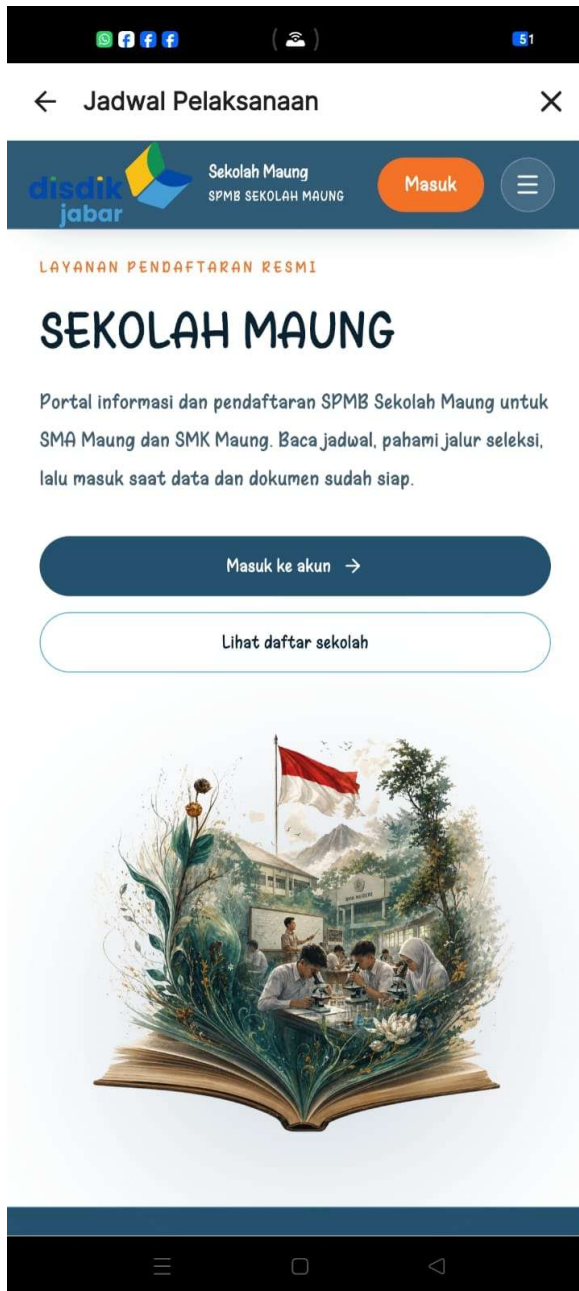 51
Jadwal Pelaksanaan
disdik
jabar
Sekolah Maung
SPMB SEKOLAH MAUNG
Masuk
LAYANAN PENDAFTARAN RESMI
SEKOLAH MAUNG
Portal informasi dan pendaftaran SPMB Sekolah Maung untuk
SMA Maung dan SMK Maung. Baca jadwal, pahami jalur seleksi,
lalu masuk saat data dan dokumen sudah siap.
Masuk ke akun →
Lihat daftar sekolah